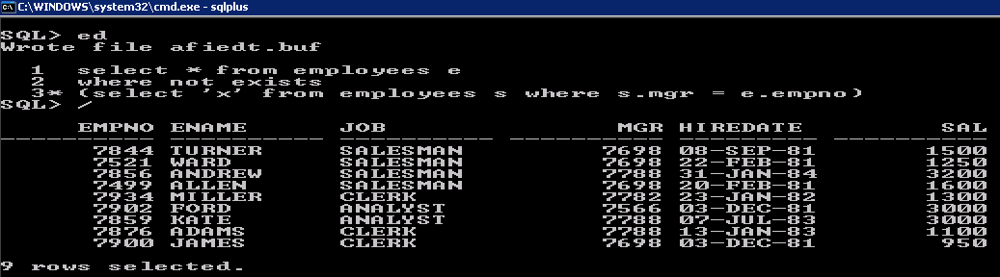 C:\WINDOWS\system32\cmd.exe - sqlplus
SQL> ed
Wrote file afiedt.buf
1 select * from employees e
2 where not exists
3* (select 'x' from employees s where s.mgr = e.empno)
SQL> /
EMPNO ENAME JOB MGR HIREDATE SAL
---------- --------------- --------------- ---------- --------------- ----------
7844 TURNER SALESMAN 7698 08-SEP-81 1500
7521 WARD SALESMAN 7698 22-FEB-81 1250
7856 ANDREW SALESMAN 7788 31-JAN-84 3200
7499 ALLEN SALESMAN 7698 20-FEB-81 1600
7934 MILLER CLERK 7782 23-JAN-82 1300
7902 FORD ANALYST 7566 03-DEC-81 3000
7859 KATE ANALYST 7788 07-JUL-83 3000
7876 ADAMS CLERK 7788 13-JAN-83 1100
7900 JAMES CLERK 7698 03-DEC-81 950
9 rows selected.